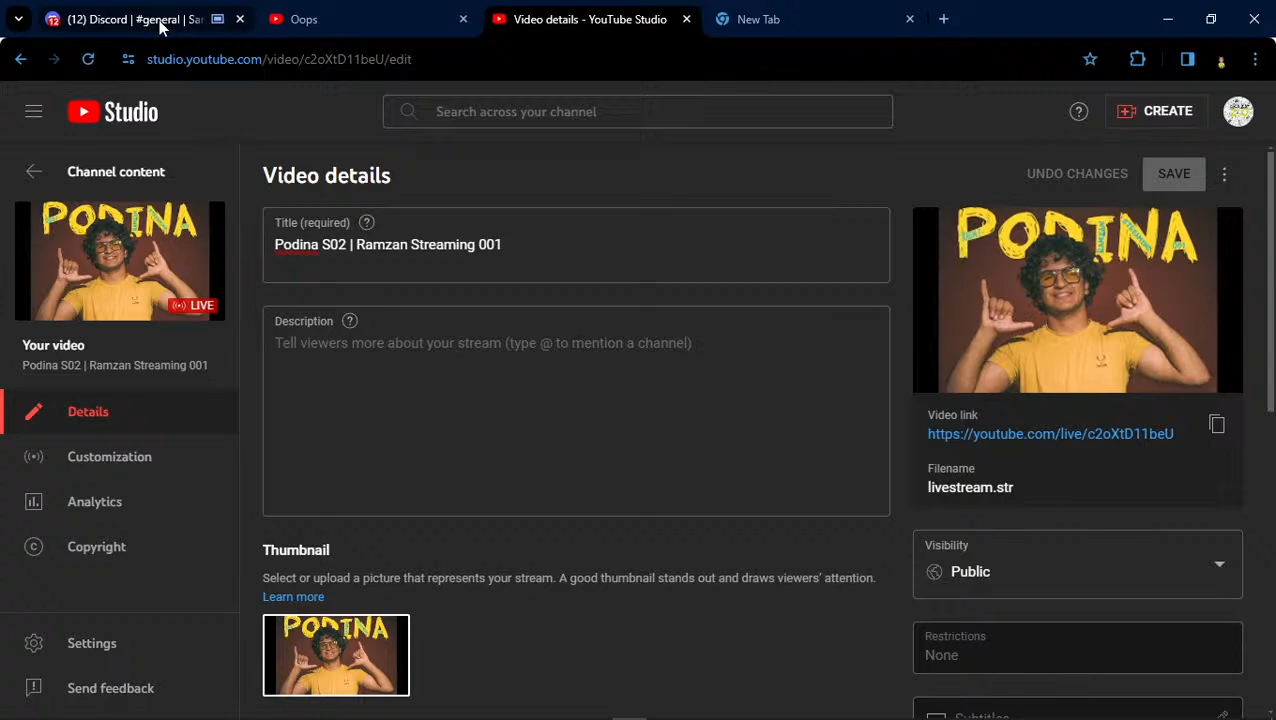 (12) Discord | #general | Sar
Oops
Video details - YouTube Studio
New Tab
studio.youtube.com/video/c2oXtD11beU/edit
Studio
Search across your channel
CREATE
Channel content
Video details
UNDO CHANGES
SAVE
PODINA
LIVE
Title (required)
Podina S02 | Ramzan Streaming 001
PODINA
Description
Tell viewers more about your stream (type @ to mention a channel)
Your video
Podina S02 | Ramzan Streaming 001
Details
Customization
Analytics
Copyright
Video link
https://youtube.com/live/c2oXtD11beU
Filename
livestream.str
Visibility
Public
Thumbnail
Select or upload a picture that represents your stream. A good thumbnail stands out and draws viewers' attention.
Learn more
PODINA
Restrictions
None
Settings
Send feedback
Subtitles